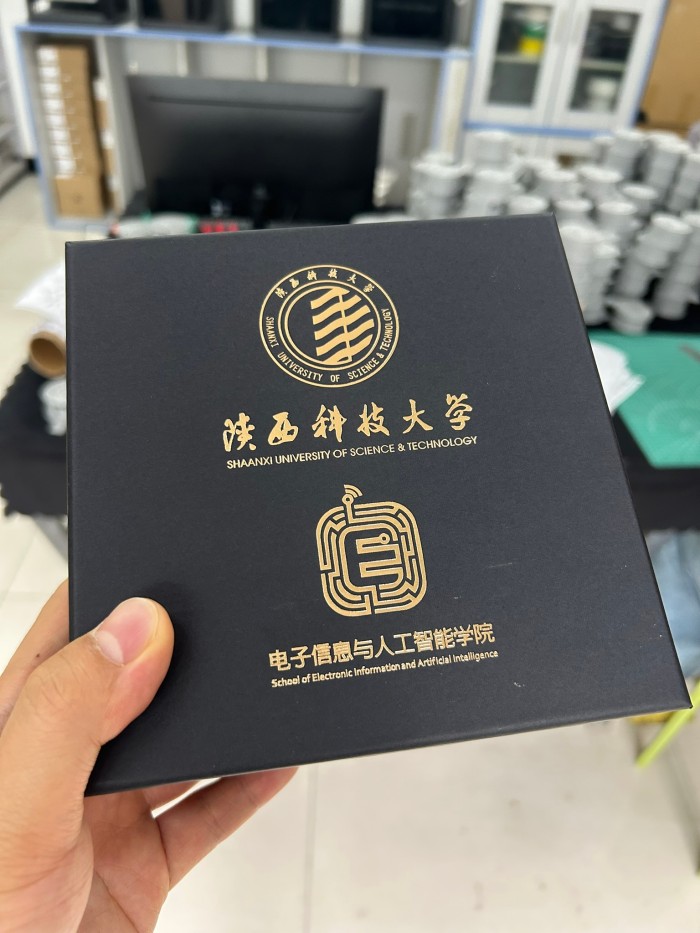 陕西科技大学
SHAANXI UNIVERSITY OF SCIENCE & TECHNOLOGY
陕西科技大学
SHAANXI UNIVERSITY OF SCIENCE & TECHNOLOGY
电子信息与人工智能学院
School of Electronic Information and Artificial Intelligence